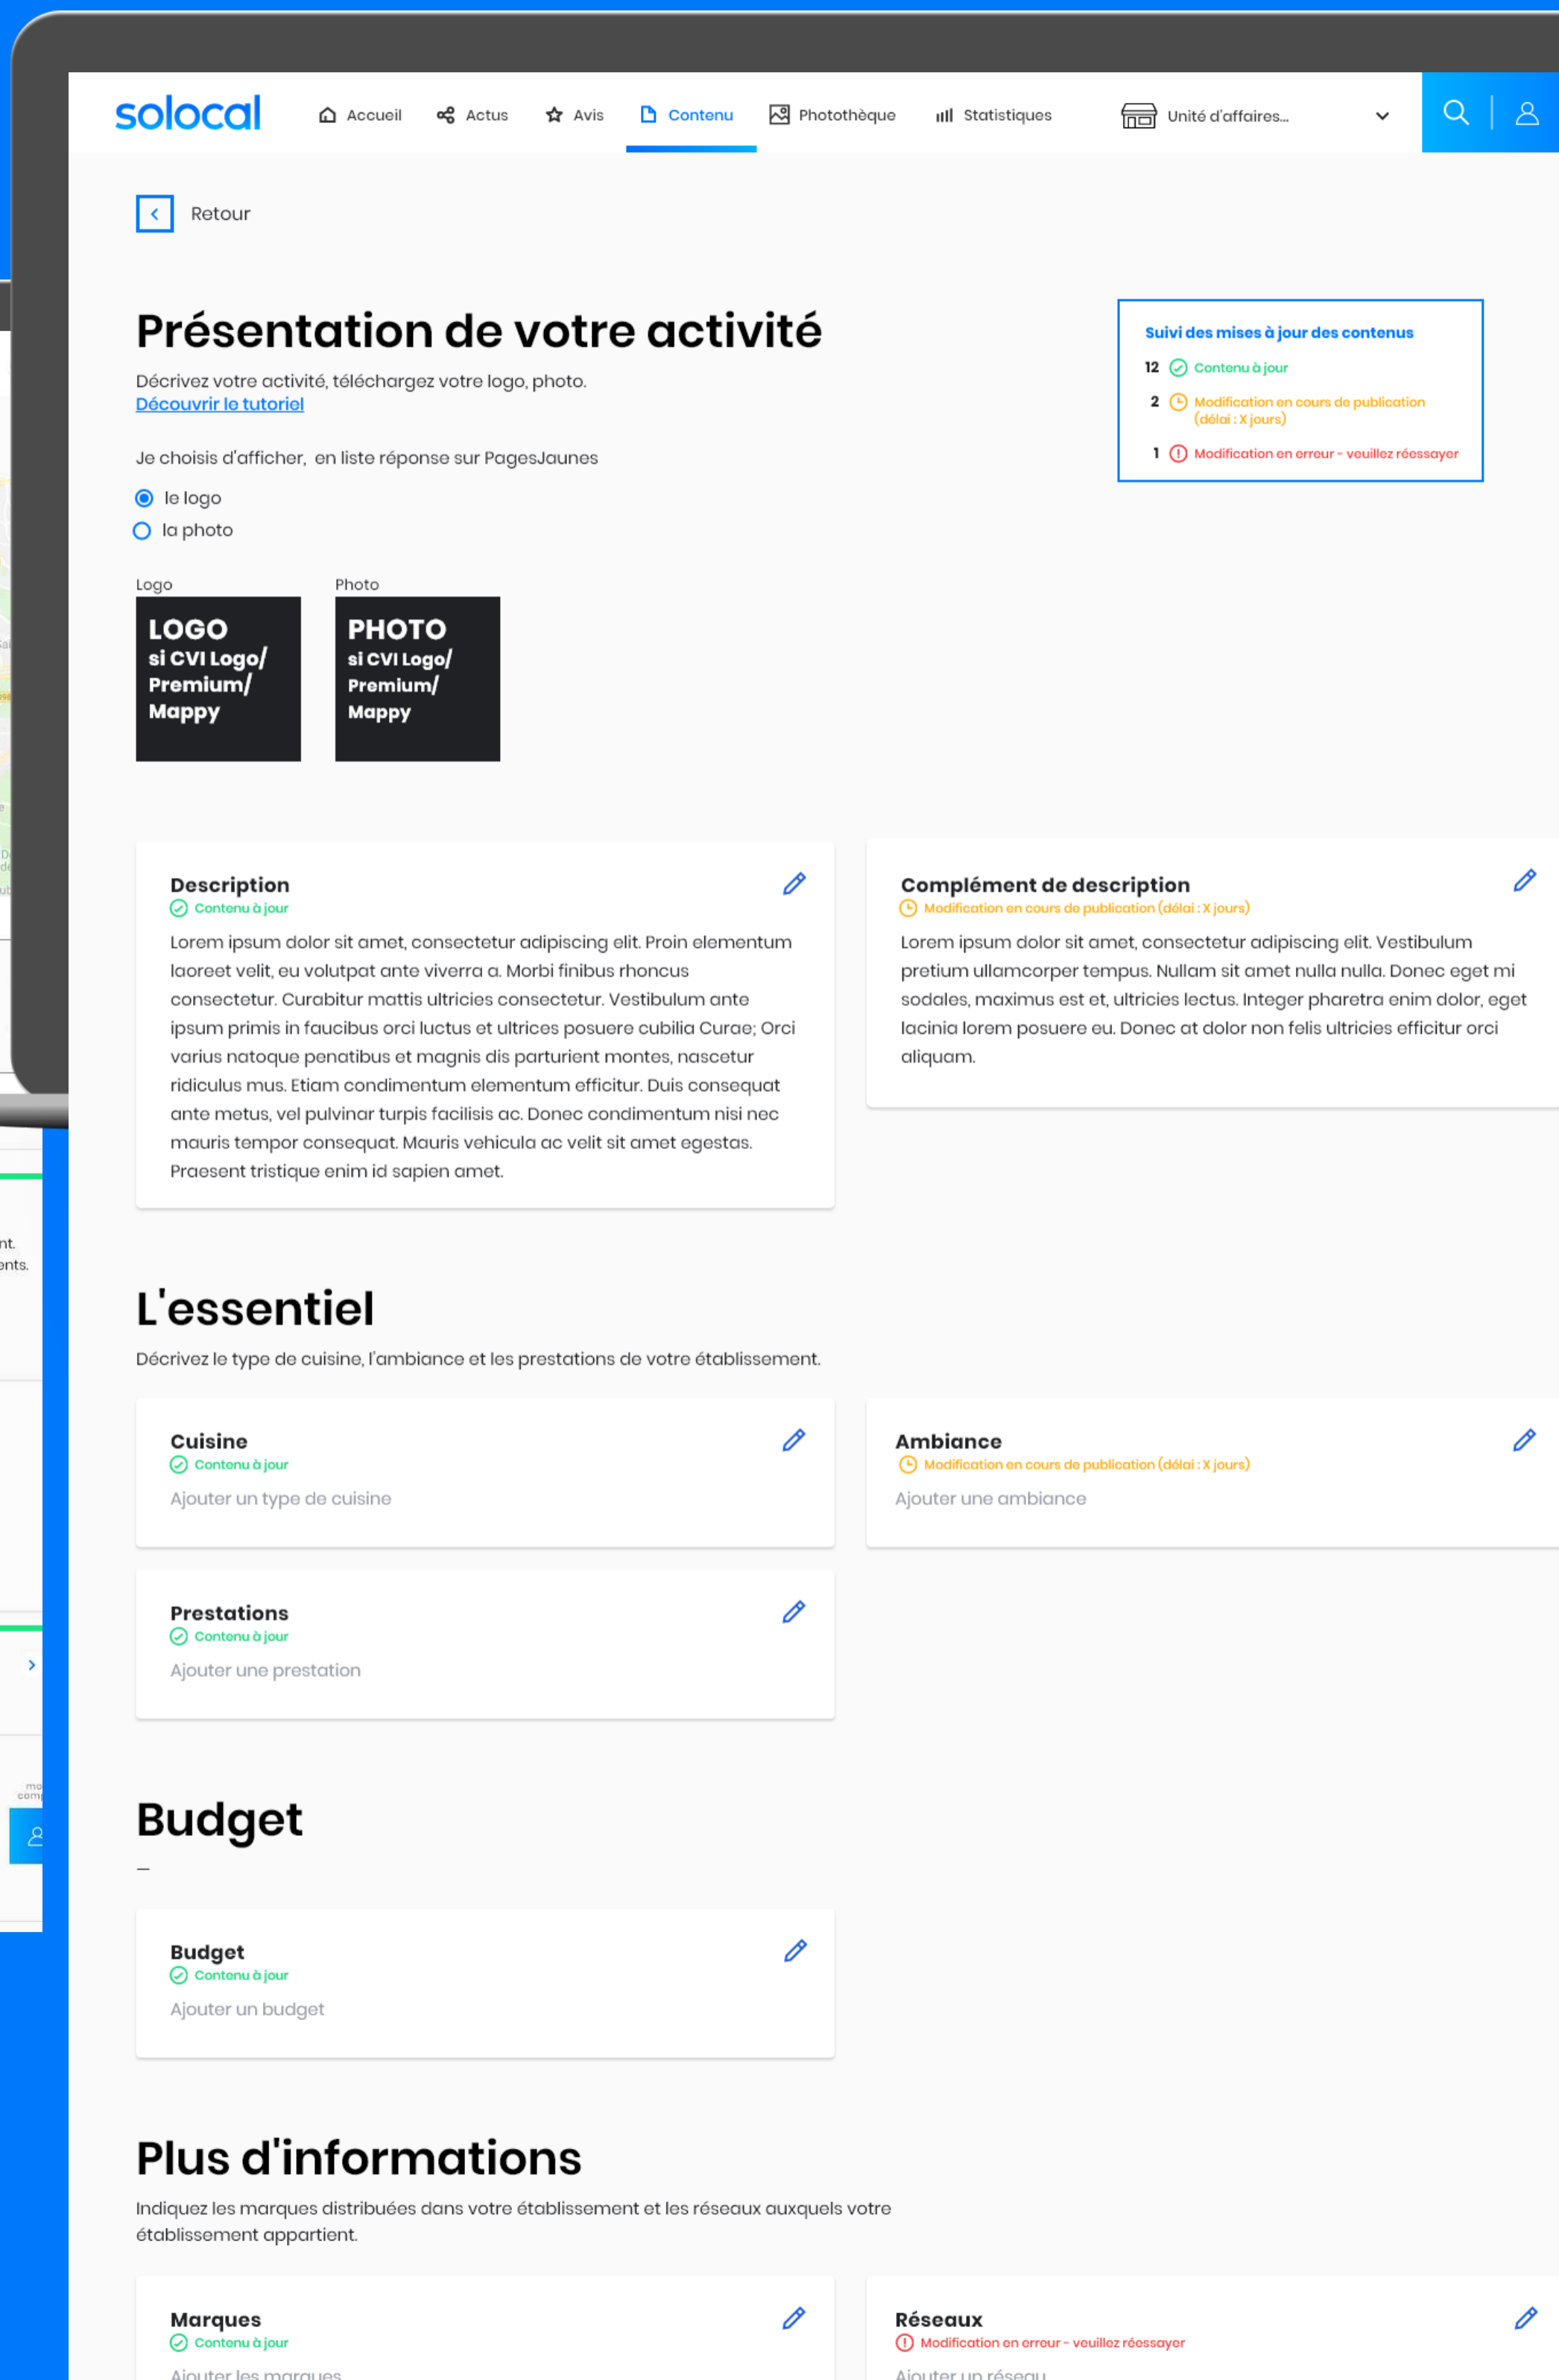 solocal
Accueil
Actus
Avis
Contenu
Photothèque
Statistiques
Unité d'affaires...
Retour
Présentation de votre activité
Décrivez votre activité, téléchargez votre logo, photo.
Découvrir le tutoriel
Je choisis d'afficher, en liste réponse sur PagesJaunes
le logo
la photo
Suivi des mises à jour des contenus
12 Contenu à jour
2 Modification en cours de publication
(délai : X jours)
1 Modification en erreur - veuillez réessayer
Logo
LOGO
si CVI Logo/
Premium/
Mappy
Photo
PHOTO
si CVI Logo/
Premium/
Mappy
Description
Contenu à jour
Lorem ipsum dolor sit amet, consectetur adipiscing elit. Proin elementum
laoreet velit, eu volutpat ante viverra a. Morbi finibus rhoncus
consectetur. Curabitur mattis ultricies consectetur. Vestibulum ante
ipsum primis in faucibus orci luctus et ultrices posuere cubilia Curae; Orci
varius natoque penatibus et magnis dis parturient montes, nascetur
ridiculus mus. Etiam condimentum elementum efficitur. Duis consequat
ante metus, vel pulvinar turpis facilisis ac. Donec condimentum nisi nec
mauris tempor consequat. Mauris vehicula ac velit sit amet egestas.
Praesent tristique enim id sapien amet.
Complément de description
Modification en cours de publication (délai : X jours)
Lorem ipsum dolor sit amet, consectetur adipiscing elit. Vestibulum
pretium ullamcorper tempus. Nullam sit amet nulla nulla. Donec eget mi
sodales, maximus est et, ultricies lectus. Integer pharetra enim dolor, eget
lacinia lorem posuere eu. Donec at dolor non felis ultricies efficitur orci
aliquam.
nt.
ents.
L'essentiel
Décrivez le type de cuisine, l'ambiance et les prestations de votre établissement.
Cuisine
Contenu à jour
Ajouter un type de cuisine
Ambiance
Modification en cours de publication (délai : X jours)
Ajouter une ambiance
Prestations
Contenu à jour
Ajouter une prestation
Budget
—
Budget
Contenu à jour
Ajouter un budget
Plus d'informations
Indiquez les marques distribuées dans votre établissement et les réseaux auxquels votre
établissement appartient.
Marques
Contenu à jour
Ajouter les marques
Réseaux
Modification en erreur - veuillez réessayer
Ajouter un réseau